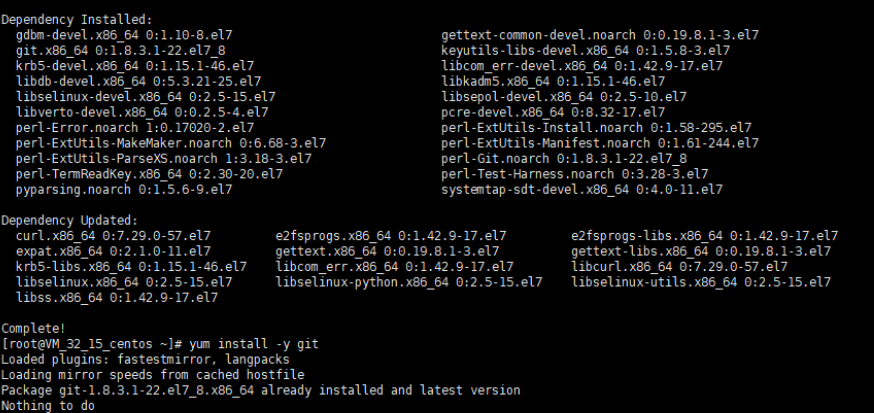 Dependency Installed:
gdbm-devel.x86_64 0:1.10-8.el7 gettext-common-devel.noarch 0:0.19.8.1-3.el7
git.x86_64 0:1.8.3.1-22.el7_8 keyutils-libs-devel.x86_64 0:1.5.8-3.el7
krb5-devel.x86_64 0:1.15.1-46.el7 libcom_err-devel.x86_64 0:1.42.9-17.el7
libdb-devel.x86_64 0:5.3.21-25.el7 libkadm5.x86_64 0:1.15.1-46.el7
libselinux-devel.x86_64 0:2.5-15.el7 libsepol-devel.x86_64 0:2.5-10.el7
libverto-devel.x86_64 0:0.2.5-4.el7 pcre-devel.x86_64 0:8.32-17.el7
perl-Error.noarch 1:0.17020-2.el7 perl-ExtUtils-Install.noarch 0:1.58-295.el7
perl-ExtUtils-MakeMaker.noarch 0:6.68-3.el7 perl-ExtUtils-Manifest.noarch 0:1.61-244.el7
perl-ExtUtils-ParseXS.noarch 1:3.18-3.el7 perl-Git.noarch 0:1.8.3.1-22.el7_8
perl-TermReadKey.x86_64 0:2.30-20.el7 perl-Test-Harness.noarch 0:3.28-3.el7
pyparsing.noarch 0:1.5.6-9.el7 systemtap-sdt-devel.x86_64 0:4.0-11.el7
Dependency Updated:
curl.x86_64 0:7.29.0-57.el7 e2fsprogs.x86_64 0:1.42.9-17.el7 e2fsprogs-libs.x86_64 0:1.42.9-17.el7
expat.x86_64 0:2.1.0-11.el7 gettext.x86_64 0:0.19.8.1-3.el7 gettext-libs.x86_64 0:0.19.8.1-3.el7
krb5-libs.x86_64 0:1.15.1-46.el7 libcom_err.x86_64 0:1.42.9-17.el7 libcurl.x86_64 0:7.29.0-57.el7
libselinux.x86_64 0:2.5-15.el7 libselinux-python.x86_64 0:2.5-15.el7 libselinux-utils.x86_64 0:2.5-15.el7
libss.x86_64 0:1.42.9-17.el7
Complete!
[root@VM_32_15_centos ~]# yum install -y git
Loaded plugins: fastestmirror, langpacks
Loading mirror speeds from cached hostfile
Package git-1.8.3.1-22.el7_8.x86_64 already installed and latest version
Nothing to do